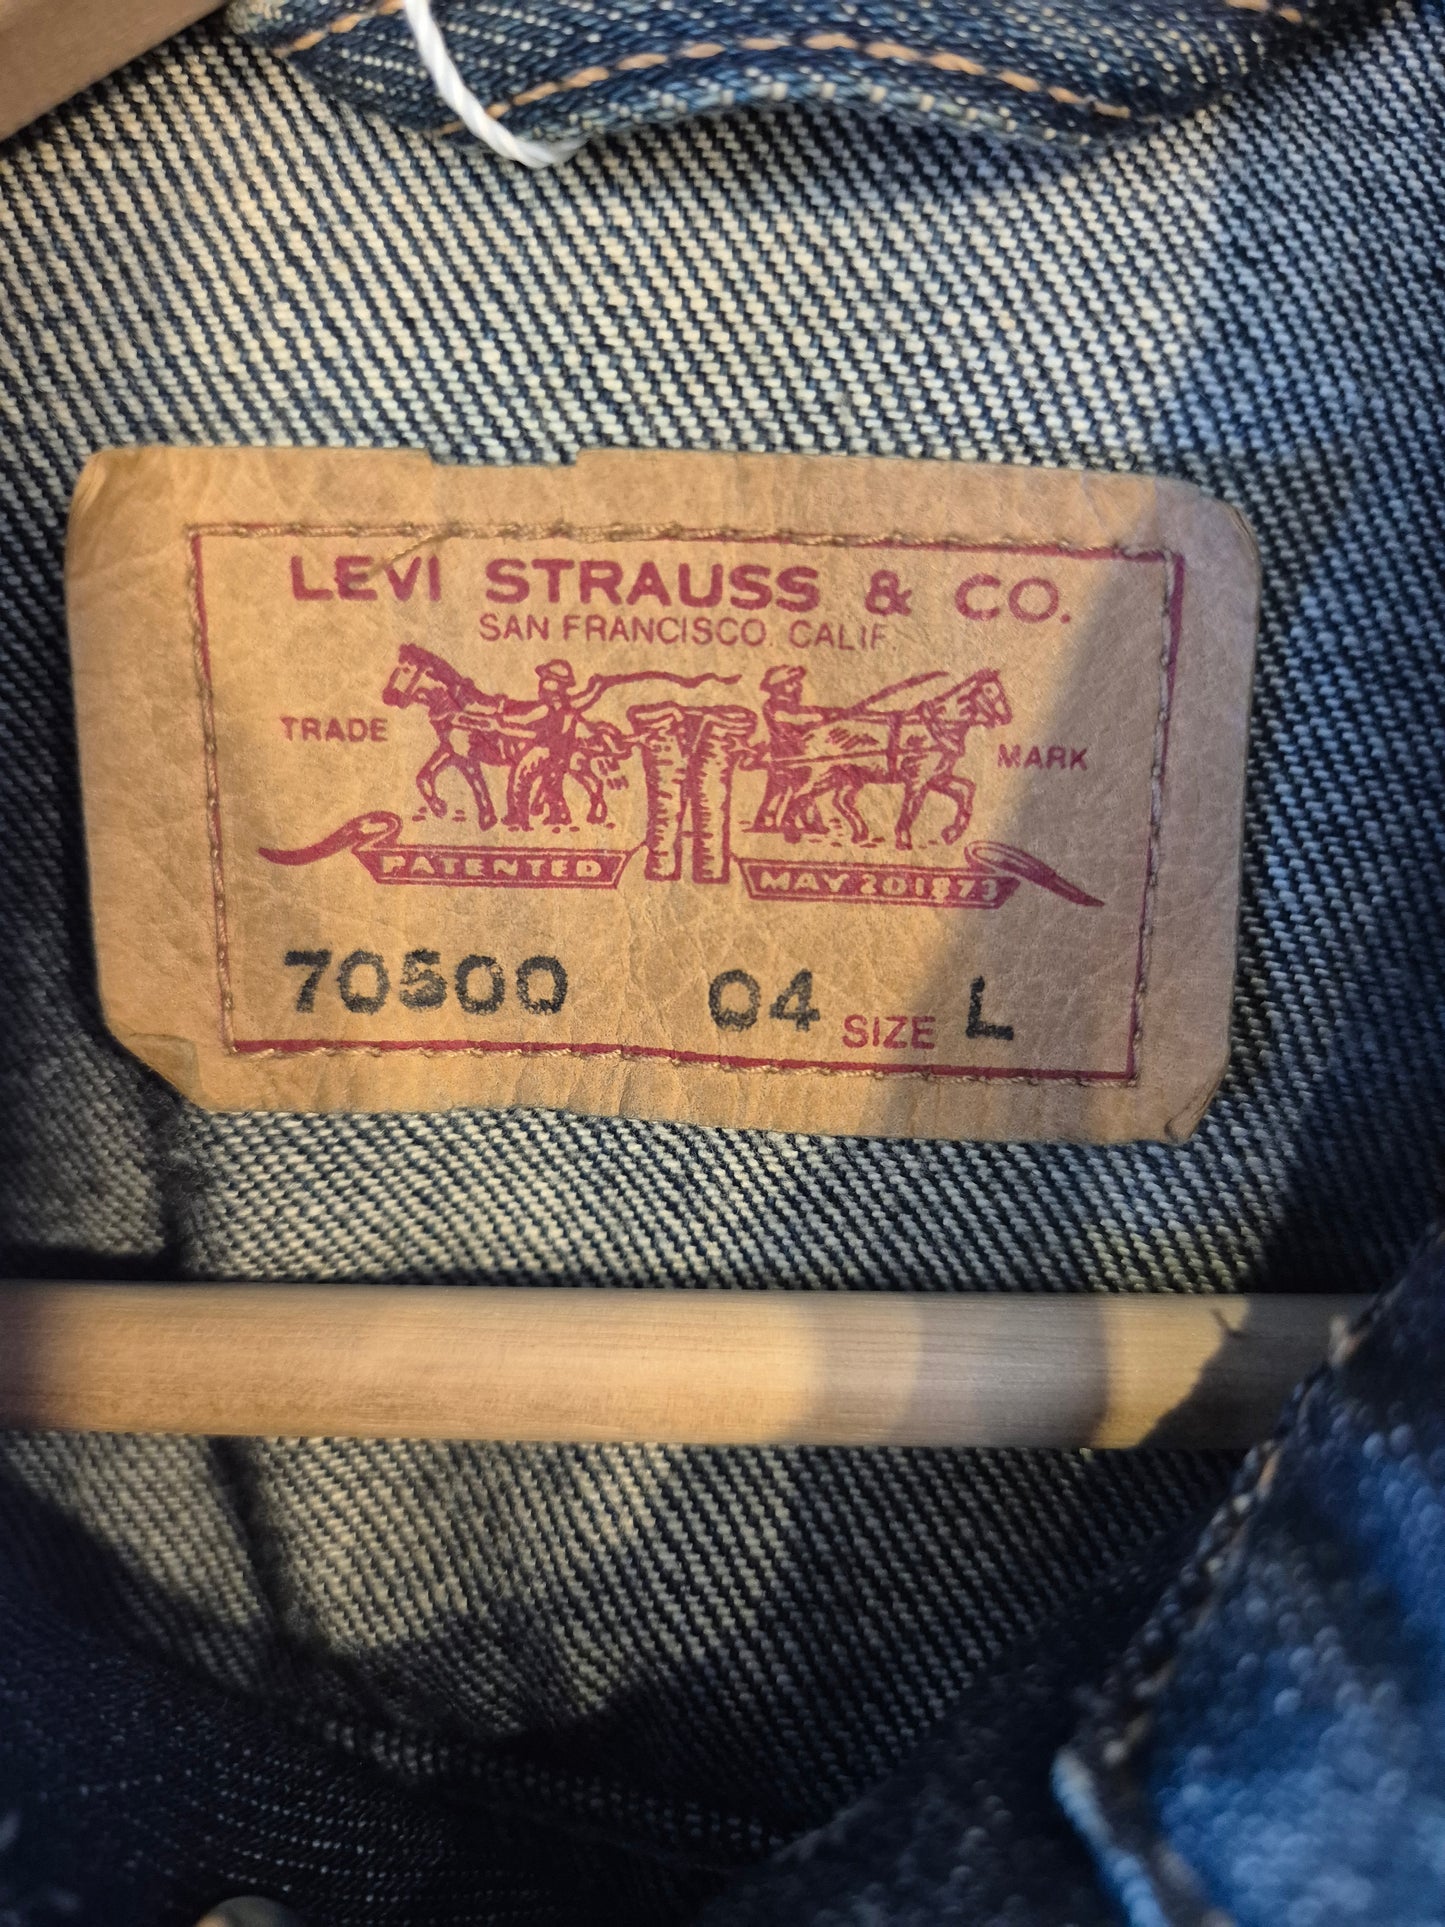 LEVI STRAUSS & CO.
SAN FRANCISCO. CALIF.
TRADE MARK
PATENTED MAY 20 1873
70500 04 SIZE L